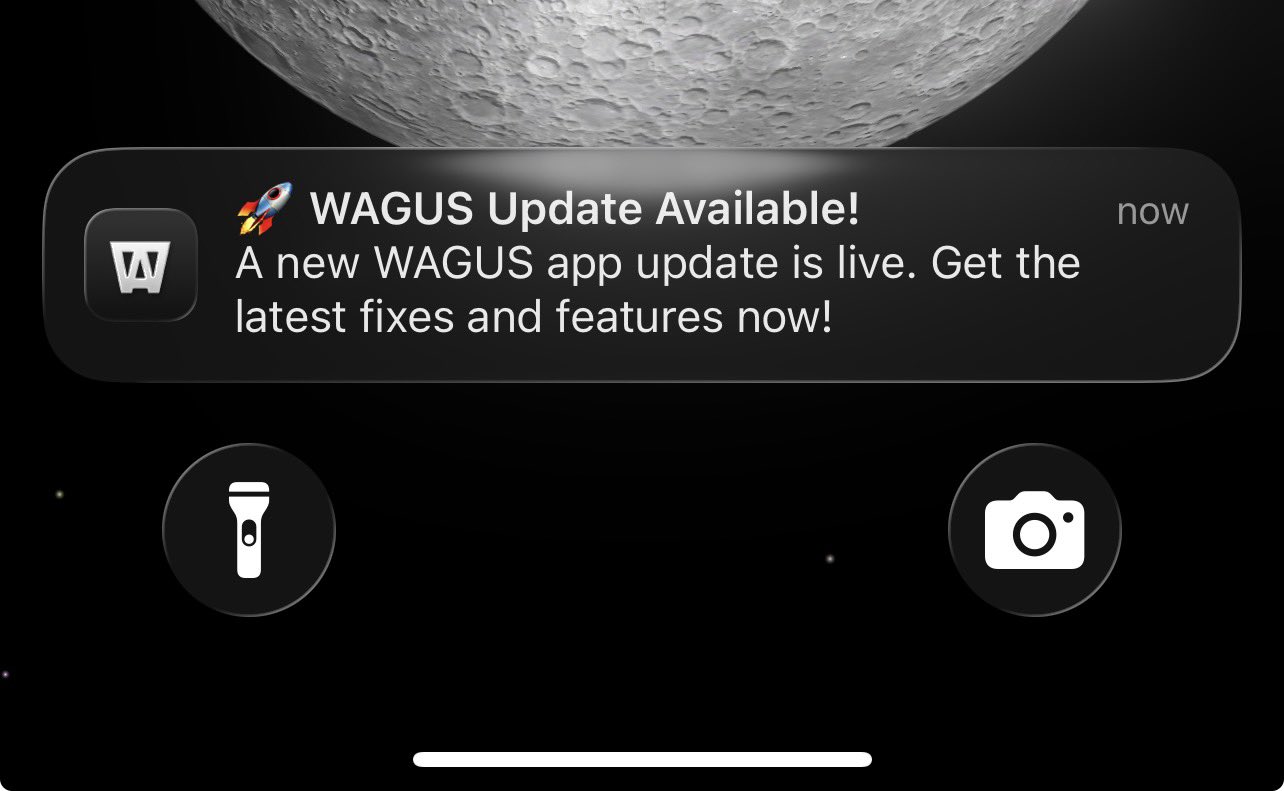 🚀 WAGUS Update Available!
now
A new WAGUS app update is live. Get the
latest fixes and features now!
W